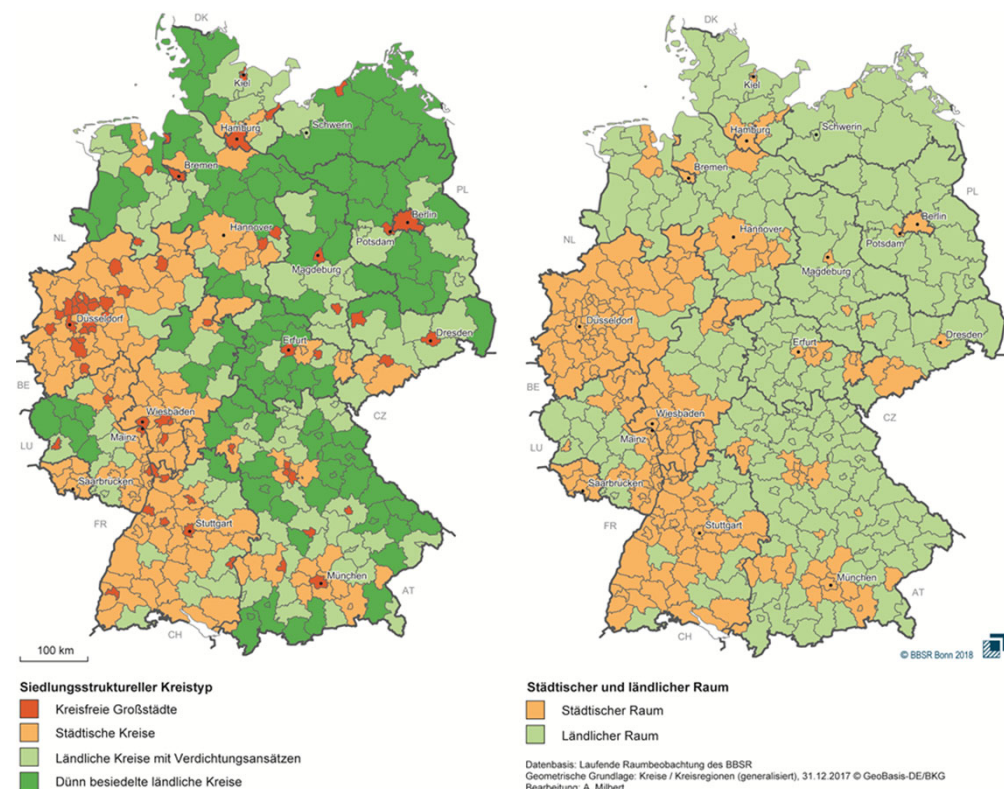 DK
Kiel
Hamburg
Schwerin
Bremen
PL
Berlin
NL
Hannover
Potsdam
Magdeburg
Düsseldorf
Dresden
Erfurt
BE
Wiesbaden
CZ
Mainz
LU
Saarbrücken
FR
Stuttgart
München
AT
CH
100 km
Siedlungsstruktureller Kreistyp
Kreisfreie Großstädte
Städtische Kreise
Ländliche Kreise mit Verdichtungsansätzen
Dünn besiedelte ländliche Kreise
DK
Kiel
Hamburg
Schwerin
Bremen
PL
Berlin
NL
Hannover
Potsdam
Magdeburg
Düsseldorf
Dresden
Erfurt
BE
Wiesbaden
CZ
Mainz
LU
Saarbrücken
FR
Stuttgart
München
AT
CH
© BBSR Bonn 2018
Städtischer und ländlicher Raum
Städtischer Raum
Ländlicher Raum
Datenbasis: Laufende Raumbeobachtung des BBSR
Geometrische Grundlage: Kreise / Kreisregionen (generalisiert), 31.12.2017 © GeoBasis-DE/BKG
Bearbeitung: A. Milbert